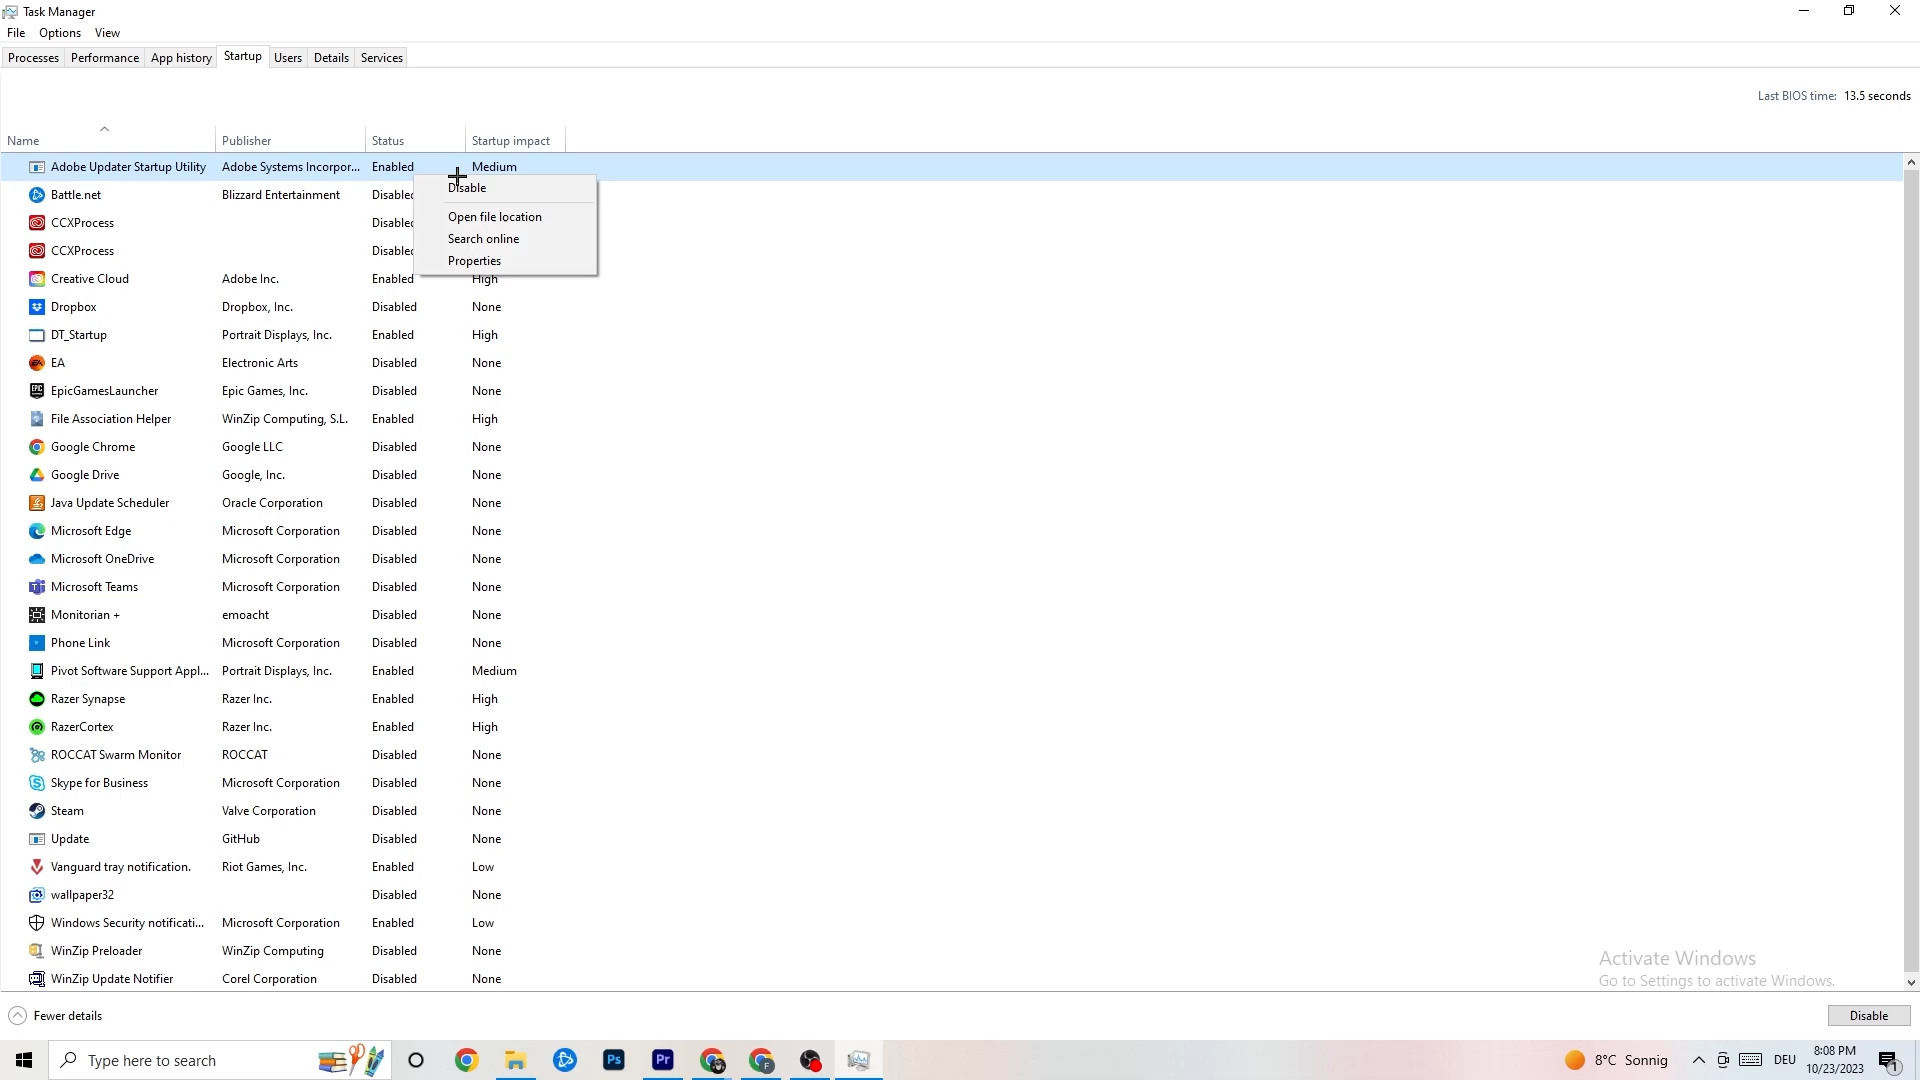 Task Manager
File Options View
Processes Performance App history Startup Users Details Services
Last BIOS time: 13.5 seconds
Name Publisher Status Startup impact
Adobe Updater Startup Utility Adobe Systems Incorpor... Enabled Medium
Disable
Battle.net Blizzard Entertainment Disabled
Open file location
CCXProcess Disabled
Search online
CCXProcess Disabled
Properties
Creative Cloud Adobe Inc. Enabled High
Dropbox Dropbox, Inc. Disabled None
DT_Startup Portrait Displays, Inc. Enabled High
EA Electronic Arts Disabled None
EpicGamesLauncher Epic Games, Inc. Disabled None
File Association Helper WinZip Computing, S.L. Enabled High
Google Chrome Google LLC Disabled None
Google Drive Google, Inc. Disabled None
Java Update Scheduler Oracle Corporation Disabled None
Microsoft Edge Microsoft Corporation Disabled None
Microsoft OneDrive Microsoft Corporation Disabled None
Microsoft Teams Microsoft Corporation Disabled None
Monitorian + emoacht Disabled None
Phone Link Microsoft Corporation Disabled None
Pivot Software Support Appl... Portrait Displays, Inc. Enabled Medium
Razer Synapse Razer Inc. Enabled High
RazerCortex Razer Inc. Enabled High
ROCCAT Swarm Monitor ROCCAT Disabled None
Skype for Business Microsoft Corporation Disabled None
Steam Valve Corporation Disabled None
Update GitHub Disabled None
Vanguard tray notification. Riot Games, Inc. Enabled Low
wallpaper32 Disabled None
Windows Security notificati... Microsoft Corporation Enabled Low
WinZip Preloader WinZip Computing Disabled None
WinZip Update Notifier Corel Corporation Disabled None
Activate Windows
Go to Settings to activate Windows.
Fewer details Disable
Type here to search 8°C Sonnig DEU 8:08 PM
10/23/2023